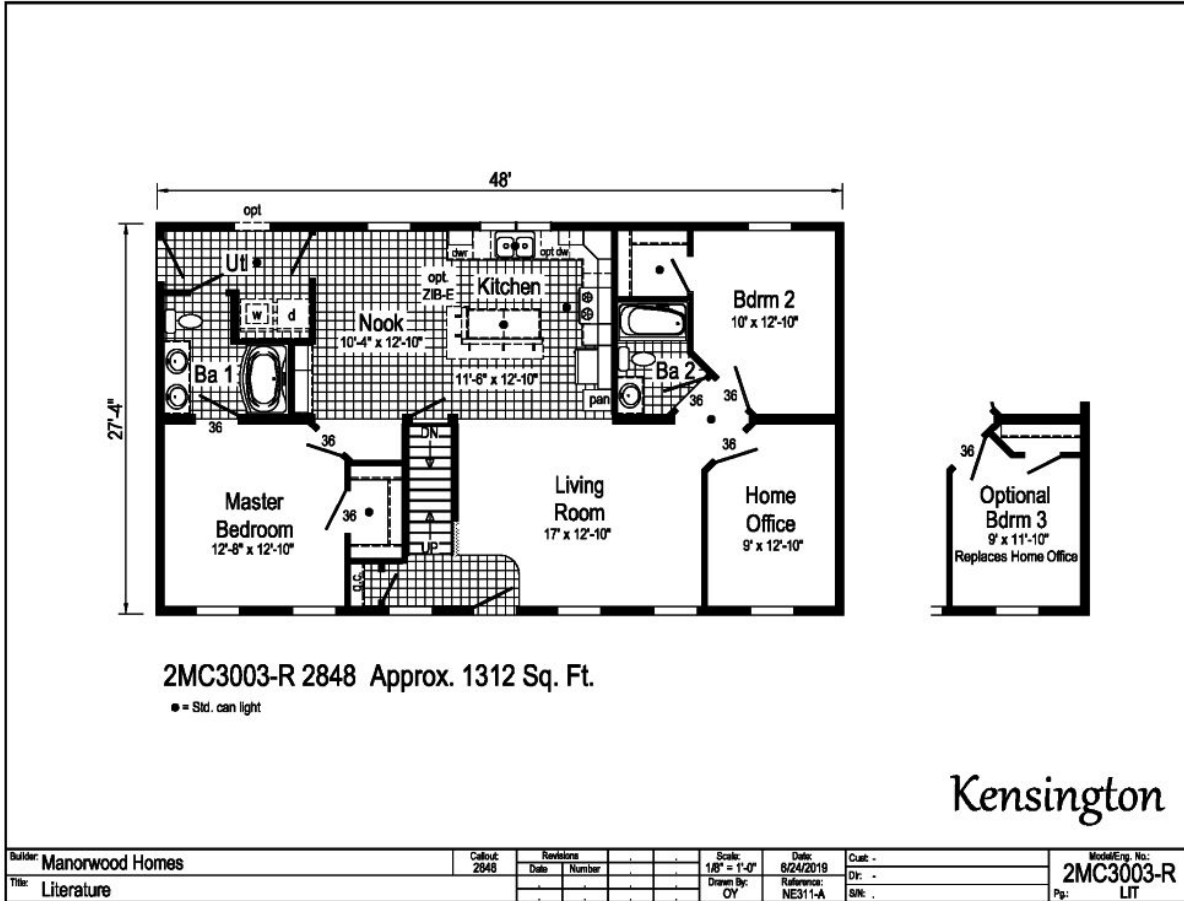 48'
27'-4"
opt
Utl
w
d
Ba 1
36
Nook
10'-4" x 12'-10"
opt.
ZIB-E
dwr
opt dw
Kitchen
11'-6" x 12'-10"
pan
Ba 2
36
Bdrm 2
10' x 12'-10"
36
36
Master
Bedroom
12'-8" x 12'-10"
36
36
DN
UP
g.c.
Living
Room
17' x 12'-10"
Home
Office
9' x 12'-10"
36
Optional
Bdrm 3
9' x 11'-10"
Replaces Home Office
2MC3003-R 2848 Approx. 1312 Sq. Ft.
● = Std. can light
Kensington
Builder: Manorwood Homes
Title: Literature
Callout:
2848
Revisions
Date Number
Scale:
1/8" = 1'-0"
Drawn By:
OY
Date:
6/24/2019
Reference:
NE311-A
Cust: -
Dir: -
S/N: .
Model/Eng. No.:
2MC3003-R
Pg.: LIT